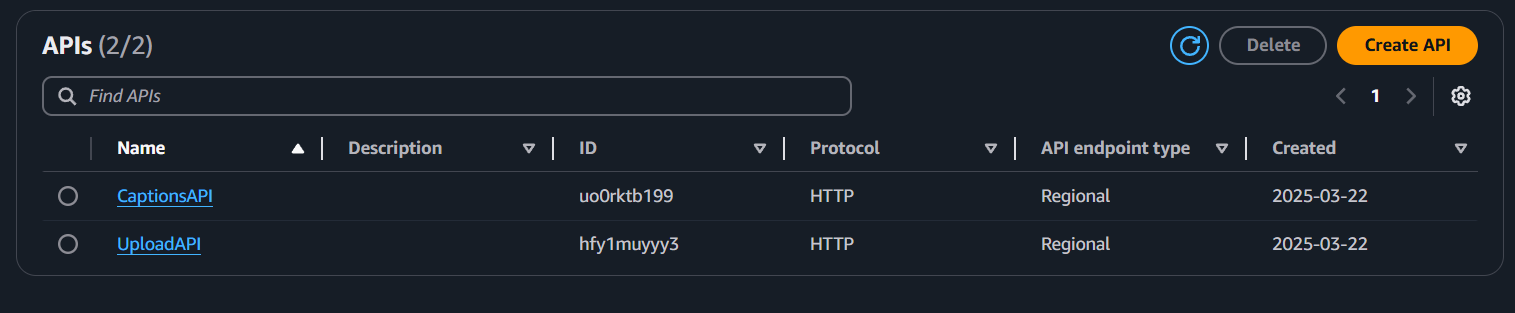 APIs (2/2) Delete Create API
Find APIs 1
Name Description ID Protocol API endpoint type Created
CaptionsAPI uo0rktb199 HTTP Regional 2025-03-22
UploadAPI hfy1muyyy3 HTTP Regional 2025-03-22